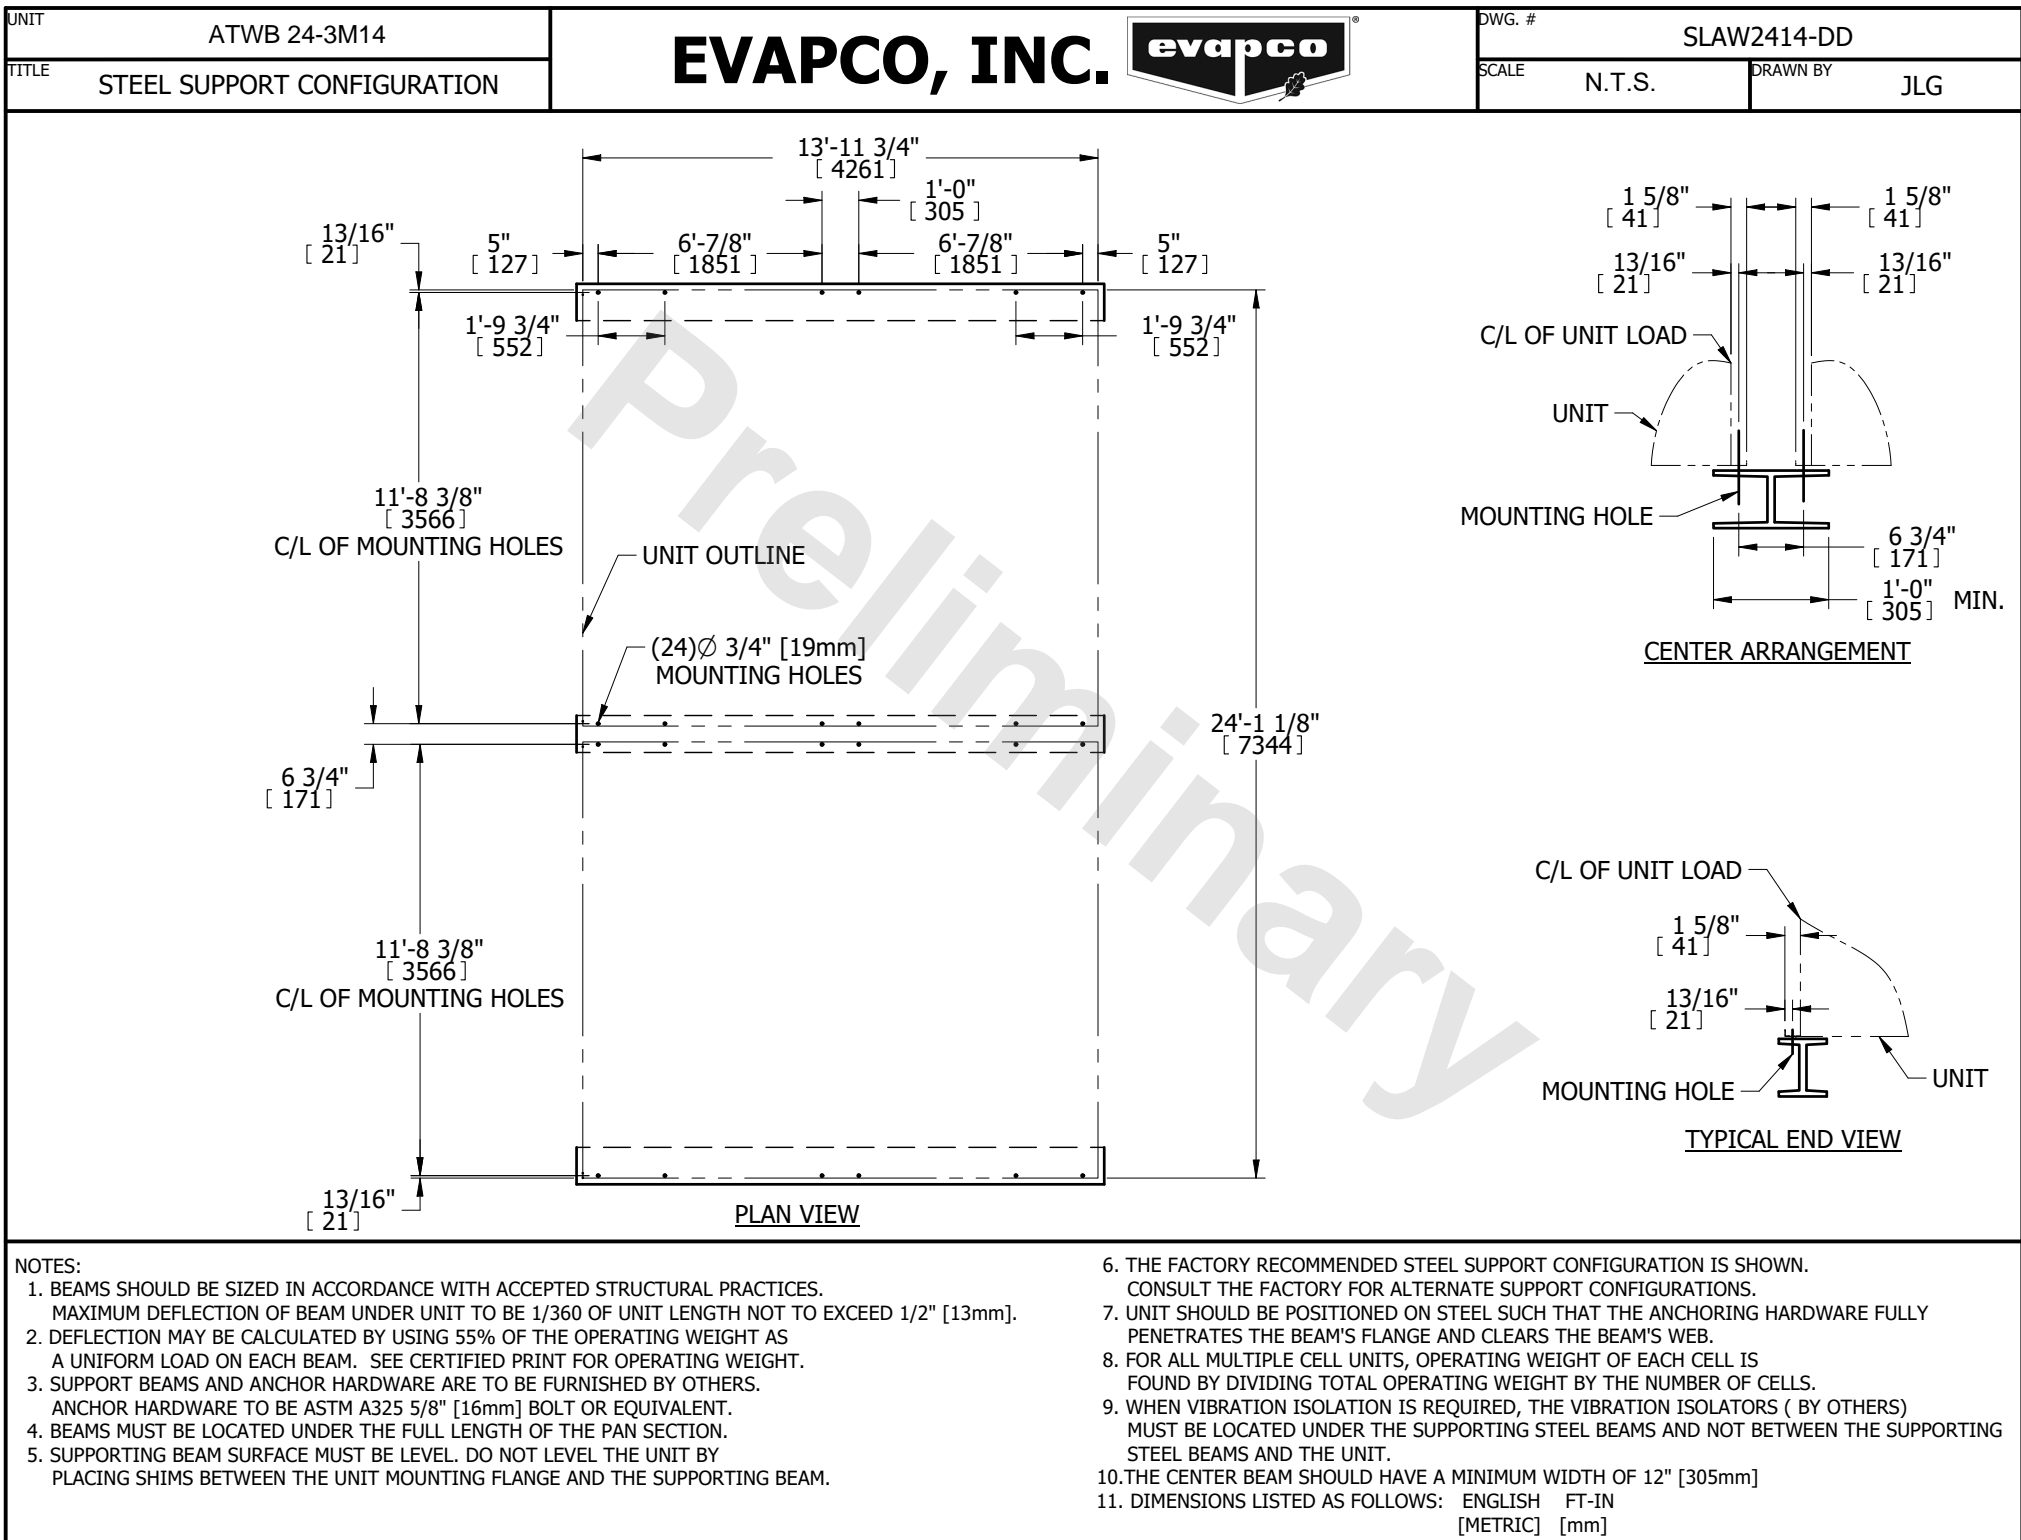 UNIT
ATWB 24-3M14
TITLE
STEEL SUPPORT CONFIGURATION
EVAPCO, INC.
evapco
®
DWG. #
SLAW2414-DD
SCALE
N.T.S.
DRAWN BY
JLG
13'-11 3/4"
[ 4261]
1'-0"
[ 305 ]
13/16"
[ 21]
5"
[ 127]
6'-7/8"
[ 1851 ]
6'-7/8"
[ 1851 ]
5"
[ 127]
1'-9 3/4"
[ 552]
1'-9 3/4"
[ 552]
11'-8 3/8"
[ 3566]
C/L OF MOUNTING HOLES
UNIT OUTLINE
(24)∅ 3/4" [19mm]
MOUNTING HOLES
6 3/4"
[ 171]
24'-1 1/8"
[ 7344]
11'-8 3/8"
[ 3566]
C/L OF MOUNTING HOLES
13/16"
[ 21]
PLAN VIEW
Preliminary
1 5/8"
[ 41]
1 5/8"
[ 41]
13/16"
[ 21]
13/16"
[ 21]
C/L OF UNIT LOAD
UNIT
MOUNTING HOLE
6 3/4"
[ 171]
1'-0"
[ 305] MIN.
CENTER ARRANGEMENT
C/L OF UNIT LOAD
1 5/8"
[ 41]
13/16"
[ 21]
MOUNTING HOLE
UNIT
TYPICAL END VIEW
NOTES:
1. BEAMS SHOULD BE SIZED IN ACCORDANCE WITH ACCEPTED STRUCTURAL PRACTICES.
MAXIMUM DEFLECTION OF BEAM UNDER UNIT TO BE 1/360 OF UNIT LENGTH NOT TO EXCEED 1/2" [13mm].
2. DEFLECTION MAY BE CALCULATED BY USING 55% OF THE OPERATING WEIGHT AS
A UNIFORM LOAD ON EACH BEAM. SEE CERTIFIED PRINT FOR OPERATING WEIGHT.
3. SUPPORT BEAMS AND ANCHOR HARDWARE ARE TO BE FURNISHED BY OTHERS.
ANCHOR HARDWARE TO BE ASTM A325 5/8" [16mm] BOLT OR EQUIVALENT.
4. BEAMS MUST BE LOCATED UNDER THE FULL LENGTH OF THE PAN SECTION.
5. SUPPORTING BEAM SURFACE MUST BE LEVEL. DO NOT LEVEL THE UNIT BY
PLACING SHIMS BETWEEN THE UNIT MOUNTING FLANGE AND THE SUPPORTING BEAM.
6. THE FACTORY RECOMMENDED STEEL SUPPORT CONFIGURATION IS SHOWN.
CONSULT THE FACTORY FOR ALTERNATE SUPPORT CONFIGURATIONS.
7. UNIT SHOULD BE POSITIONED ON STEEL SUCH THAT THE ANCHORING HARDWARE FULLY
PENETRATES THE BEAM'S FLANGE AND CLEARS THE BEAM'S WEB.
8. FOR ALL MULTIPLE CELL UNITS, OPERATING WEIGHT OF EACH CELL IS
FOUND BY DIVIDING TOTAL OPERATING WEIGHT BY THE NUMBER OF CELLS.
9. WHEN VIBRATION ISOLATION IS REQUIRED, THE VIBRATION ISOLATORS ( BY OTHERS)
MUST BE LOCATED UNDER THE SUPPORTING STEEL BEAMS AND NOT BETWEEN THE SUPPORTING
STEEL BEAMS AND THE UNIT.
10.THE CENTER BEAM SHOULD HAVE A MINIMUM WIDTH OF 12" [305mm]
11. DIMENSIONS LISTED AS FOLLOWS: ENGLISH FT-IN
[METRIC] [mm]